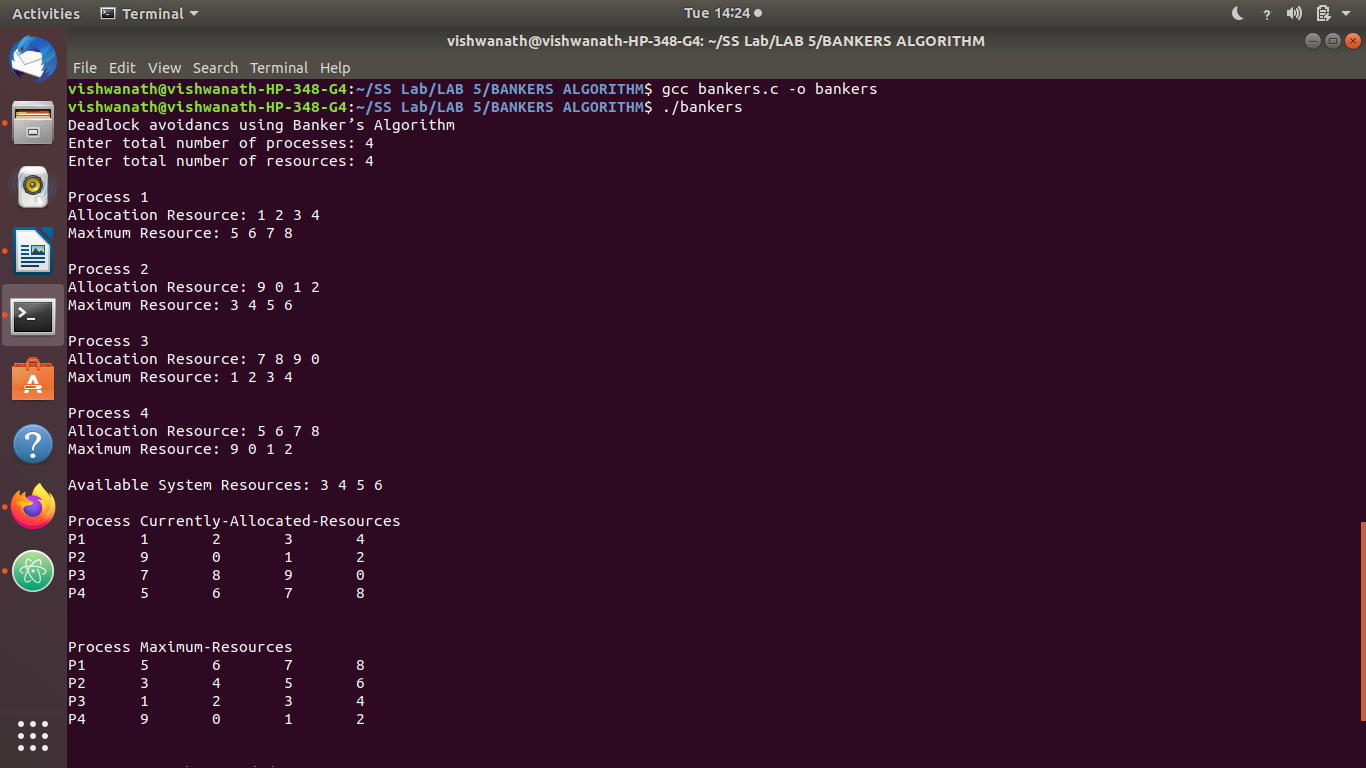 Activities Terminal Tue 14:24 ?
vishwanath@vishwanath-HP-348-G4: ~/SS Lab/LAB 5/BANKERS ALGORITHM
File Edit View Search Terminal Help
vishwanath@vishwanath-HP-348-G4:~/SS Lab/LAB 5/BANKERS ALGORITHM$ gcc bankers.c -o bankers
vishwanath@vishwanath-HP-348-G4:~/SS Lab/LAB 5/BANKERS ALGORITHM$ ./bankers
Deadlock avoidancs using Banker’s Algorithm
Enter total number of processes: 4
Enter total number of resources: 4
Process 1
Allocation Resource: 1 2 3 4
Maximum Resource: 5 6 7 8
Process 2
Allocation Resource: 9 0 1 2
Maximum Resource: 3 4 5 6
Process 3
Allocation Resource: 7 8 9 0
Maximum Resource: 1 2 3 4
Process 4
Allocation Resource: 5 6 7 8
Maximum Resource: 9 0 1 2
Available System Resources: 3 4 5 6
Process Currently-Allocated-Resources
P1 1 2 3 4
P2 9 0 1 2
P3 7 8 9 0
P4 5 6 7 8
Process Maximum-Resources
P1 5 6 7 8
P2 3 4 5 6
P3 1 2 3 4
P4 9 0 1 2